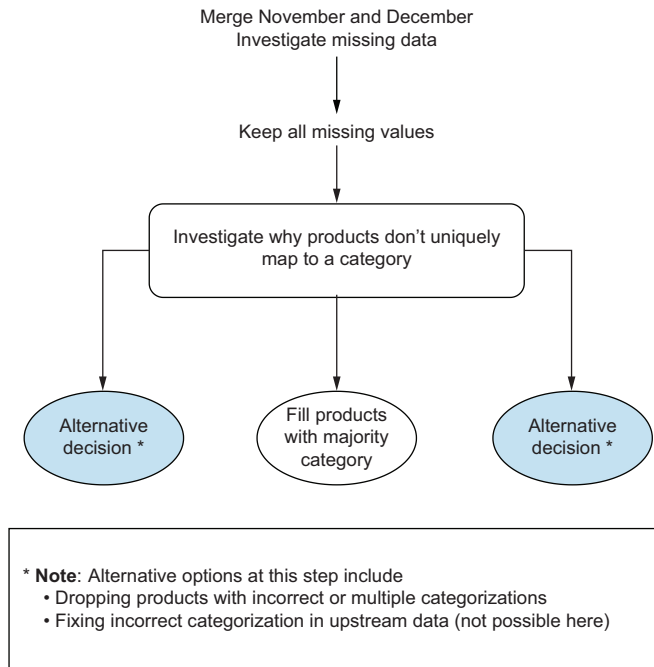 Merge November and December
Investigate missing data
Keep all missing values
Investigate why products don’t uniquely
map to a category
Alternative
decision *
Fill products
with majority
category
Alternative
decision *
* Note: Alternative options at this step include
• Dropping products with incorrect or multiple categorizations
• Fixing incorrect categorization in upstream data (not possible here)